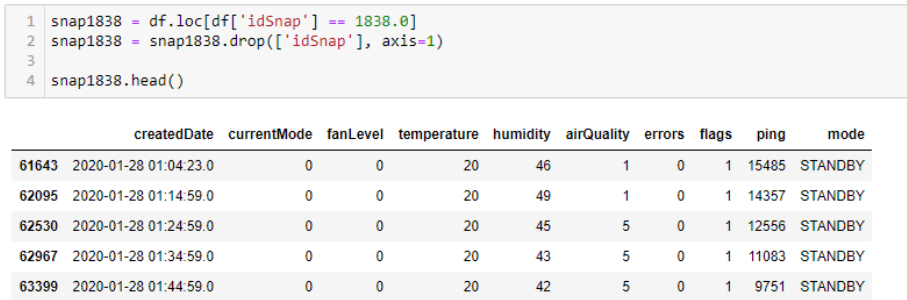 1 snap1838 = df.loc[df['idSnap'] == 1838.0]
2 snap1838 = snap1838.drop(['idSnap'], axis=1)
3
4 snap1838.head()
createdDate currentMode fanLevel temperature humidity airQuality errors flags ping mode
61643 2020-01-28 01:04:23.0 0 0 20 46 1 0 1 15485 STANDBY
62095 2020-01-28 01:14:59.0 0 0 20 49 1 0 1 14357 STANDBY
62530 2020-01-28 01:24:59.0 0 0 20 45 5 0 1 12556 STANDBY
62967 2020-01-28 01:34:59.0 0 0 20 43 5 0 1 11083 STANDBY
63399 2020-01-28 01:44:59.0 0 0 20 42 5 0 1 9751 STANDBY